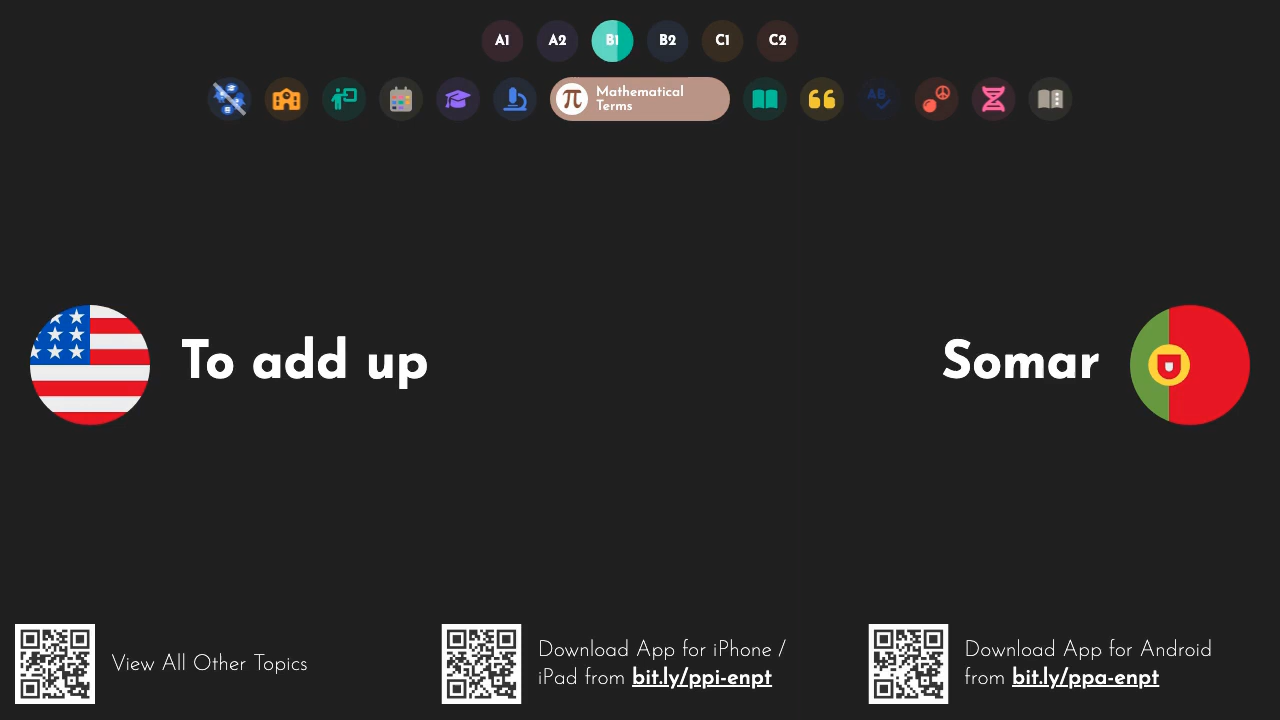 A1 A2 B1 B2 C1 C2
Mathematical
Terms
AB
To add up
Somar
View All Other Topics
Download App for iPhone /
iPad from bit.ly/ppi-enpt
Download App for Android
from bit.ly/ppa-enpt